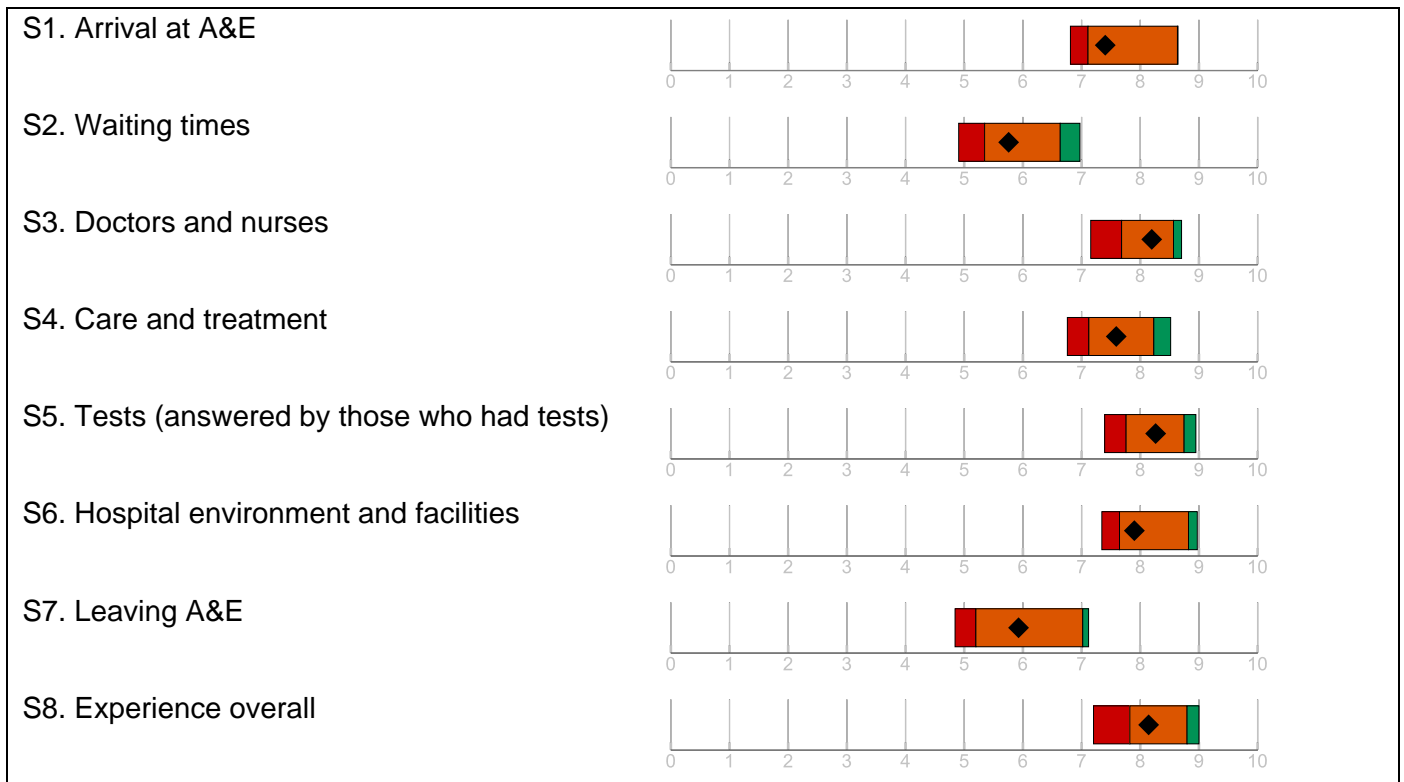 S1. Arrival at A&E
0 1 2 3 4 5 6 7 8 9 10
S2. Waiting times
0 1 2 3 4 5 6 7 8 9 10
S3. Doctors and nurses
0 1 2 3 4 5 6 7 8 9 10
S4. Care and treatment
0 1 2 3 4 5 6 7 8 9 10
S5. Tests (answered by those who had tests)
0 1 2 3 4 5 6 7 8 9 10
S6. Hospital environment and facilities
0 1 2 3 4 5 6 7 8 9 10
S7. Leaving A&E
0 1 2 3 4 5 6 7 8 9 10
S8. Experience overall
0 1 2 3 4 5 6 7 8 9 10